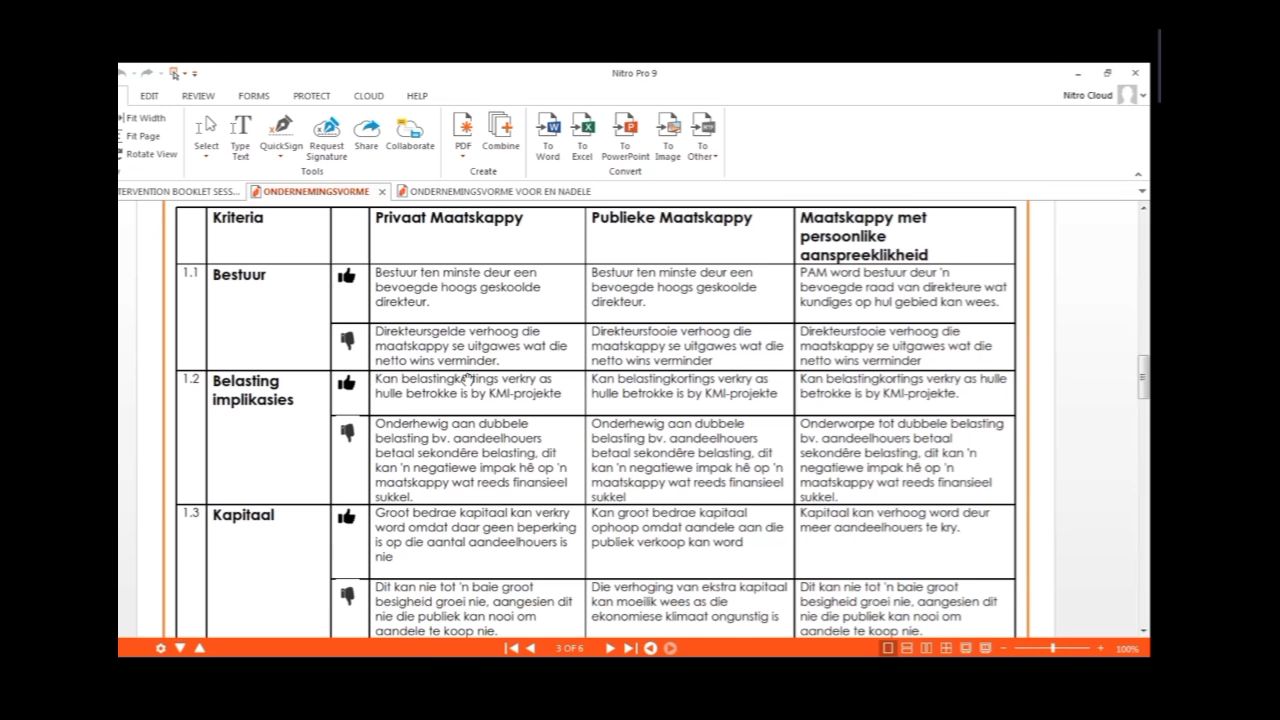 Nitro Pro 9
EDIT REVIEW FORMS PROTECT CLOUD HELP
Nitro Cloud
Fit Width
Fit Page
Rotate View
Select
Type Text
QuickSign
Request Signature
Share
Collaborate
PDF
Combine
To Word
To Excel
To PowerPoint
To Image
To Other
Tools
Create
Convert
TERVENTION BOOKLET SESS...
ONDERNEMINGSVORME
ONDERNEMINGSVORME VOOR EN NADELE
Kriteria
Privaat Maatskappy
Publieke Maatskappy
Maatskappy met
persoonlike
aanspreeklikheid
1.1
Bestuur
Bestuur ten minste deur een
bevoegde hoogs geskoolde
direkteur.
Bestuur ten minste deur een
bevoegde hoogs geskoolde
direkteur.
PAM word bestuur deur 'n
bevoegde raad van direkteure wat
kundiges op hul gebied kan wees.
Direkteursgelde verhoog die
maatskappy se uitgawes wat die
netto wins verminder.
Direkteursfooie verhoog die
maatskappy se uitgawes wat die
netto wins verminder
Direkteursfooie verhoog die
maatskappy se uitgawes wat die
netto wins verminder
1.2
Belasting
implikasies
Kan belastingkortings verkry as
hulle betrokke is by KMI-projekte
Kan belastingkortings verkry as
hulle betrokke is by KMI-projekte
Kan belastingkortings verkry as hulle
betrokke is by KMI-projekte.
Onderhewig aan dubbele
belasting bv. aandeelhouers
betaal sekondêre belasting, dit
kan 'n negatiewe impak hê op 'n
maatskappy wat reeds finansieel
sukkel.
Onderhewig aan dubbele
belasting bv. aandeelhouers
betaal sekondêre belasting, dit
kan 'n negatiewe impak hê op 'n
maatskappy wat reeds finansieel
sukkel
Onderworpe tot dubbele belasting
bv. aandeelhouers betaal
sekondêre belasting, dit kan 'n
negatiewe impak hê op 'n
maatskappy wat reeds finansieel
sukkel.
1.3
Kapitaal
Groot bedrae kapitaal kan verkry
word omdat daar geen beperking
is op die aantal aandeelhouers is
nie
Kan groot bedrae kapitaal
ophoop omdat aandele aan die
publiek verkoop kan word
Kapitaal kan verhoog word deur
meer aandeelhouers te kry.
Dit kan nie tot 'n baie groot
besigheid groei nie, aangesien dit
nie die publiek kan nooi om
aandele te koop nie.
Die verhoging van ekstra kapitaal
kan moeilik wees as die
ekonomiese klimaat ongunstig is
Dit kan nie tot 'n baie groot
besigheid groei nie, aangesien dit
nie die publiek kan nooi om
aandele te koop nie.
3 OF 6
100%